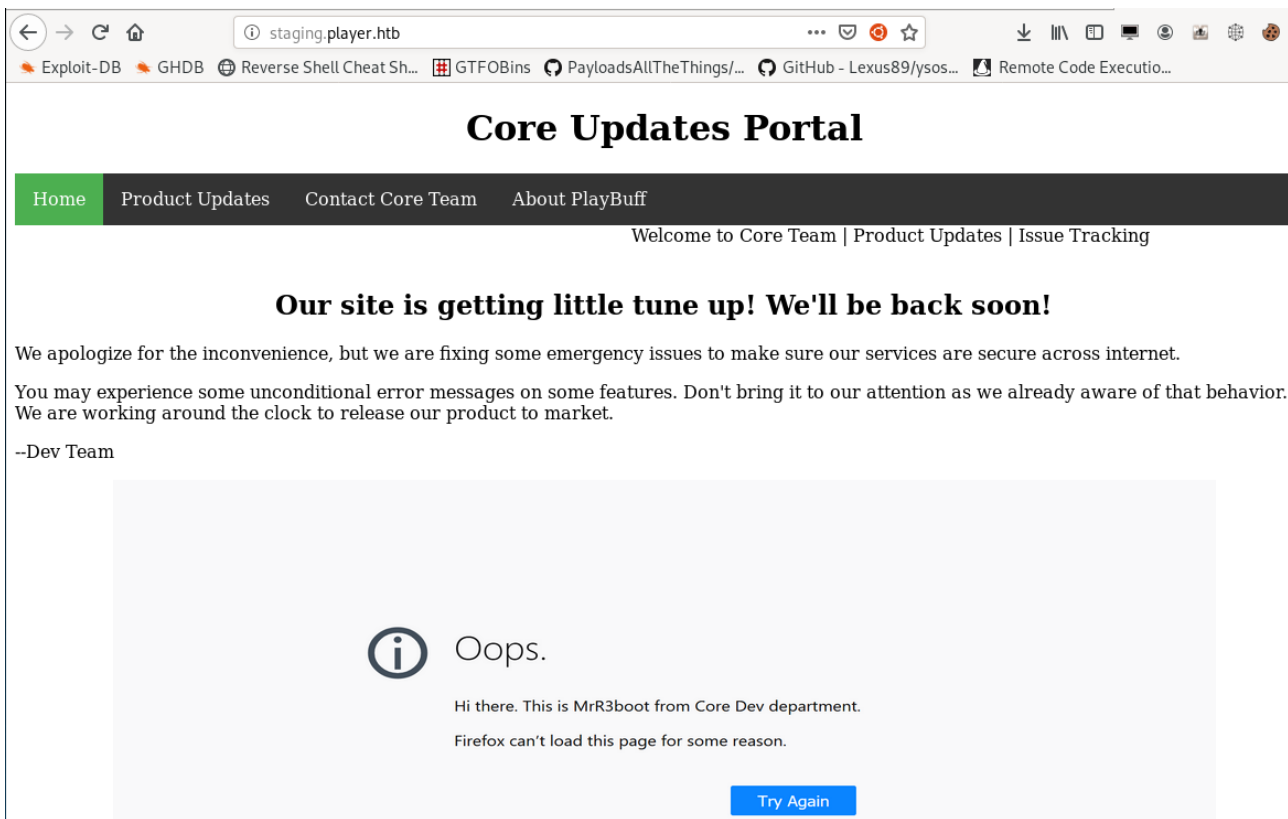 staging.player.htb
Exploit-DB GHDB Reverse Shell Cheat Sh... GTFOBins PayloadsAllTheThings/... GitHub - Lexus89/ysos... Remote Code Executio...
Core Updates Portal
Home Product Updates Contact Core Team About PlayBuff
Welcome to Core Team | Product Updates | Issue Tracking
Our site is getting little tune up! We'll be back soon!
We apologize for the inconvenience, but we are fixing some emergency issues to make sure our services are secure across internet.
You may experience some unconditional error messages on some features. Don't bring it to our attention as we already aware of that behavior.
We are working around the clock to release our product to market.
--Dev Team
Oops.
Hi there. This is MrR3boot from Core Dev department.
Firefox can’t load this page for some reason.
Try Again